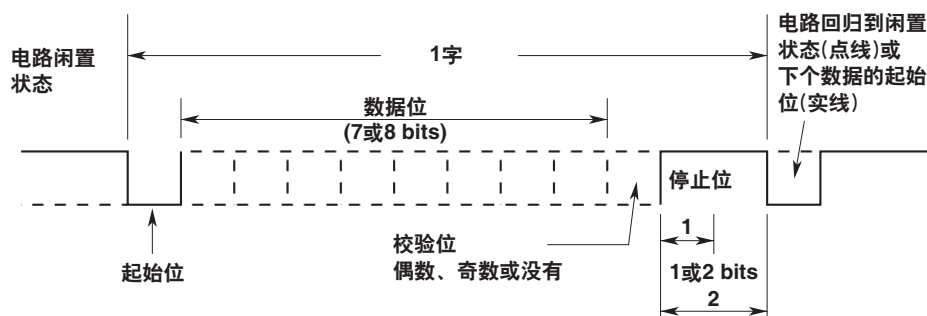 电路闲置
状态
1字
电路回归到闲置
状态(点线)或
下个数据的起始
位(实线)
数据位
(7或8 bits)
停止位
起始位
校验位
偶数、奇数或没有
1
1或2 bits
2